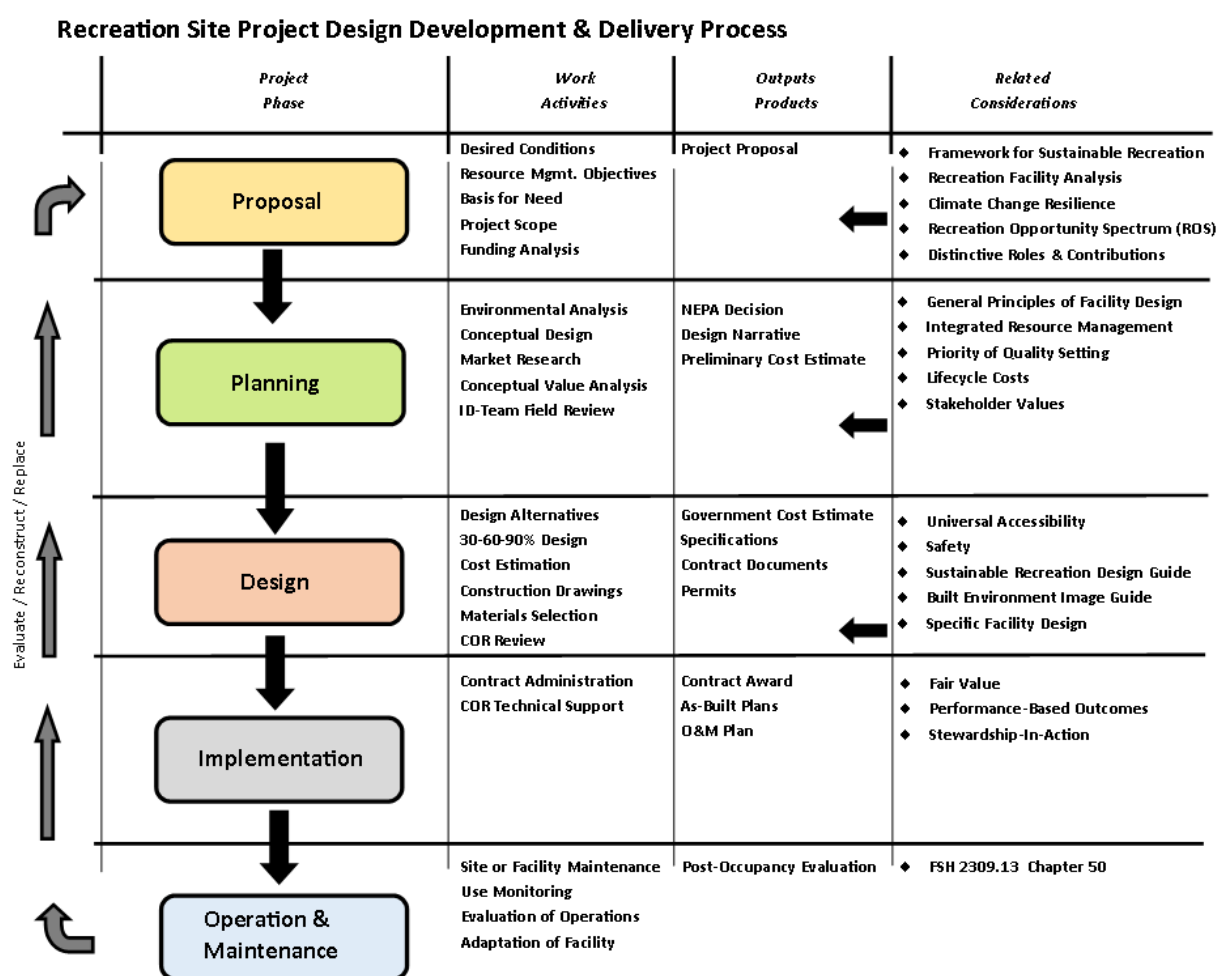 Recreation Site Project Design Development & Delivery Process
Project
Phase
Work
Activities
Outputs
Products
Related
Considerations
Proposal
Desired Conditions
Resource Mgmt. Objectives
Basis for Need
Project Scope
Funding Analysis
Project Proposal
Framework for Sustainable Recreation
Recreation Facility Analysis
Climate Change Resilience
Recreation Opportunity Spectrum (ROS)
Distinctive Roles & Contributions
Planning
Environmental Analysis
Conceptual Design
Market Research
Conceptual Value Analysis
ID-Team Field Review
NEPA Decision
Design Narrative
Preliminary Cost Estimate
General Principles of Facility Design
Integrated Resource Management
Priority of Quality Setting
Lifecycle Costs
Stakeholder Values
Design
Design Alternatives
30-60-90% Design
Cost Estimation
Construction Drawings
Materials Selection
COR Review
Government Cost Estimate
Specifications
Contract Documents
Permits
Universal Accessibility
Safety
Sustainable Recreation Design Guide
Built Environment Image Guide
Specific Facility Design
Implementation
Contract Administration
COR Technical Support
Contract Award
As-Built Plans
O&M Plan
Fair Value
Performance-Based Outcomes
Stewardship-In-Action
Operation &
Maintenance
Site or Facility Maintenance
Use Monitoring
Evaluation of Operations
Adaptation of Facility
Post-Occupancy Evaluation
FSH 2309.13 Chapter 50
Evaluate / Reconstruct / Replace